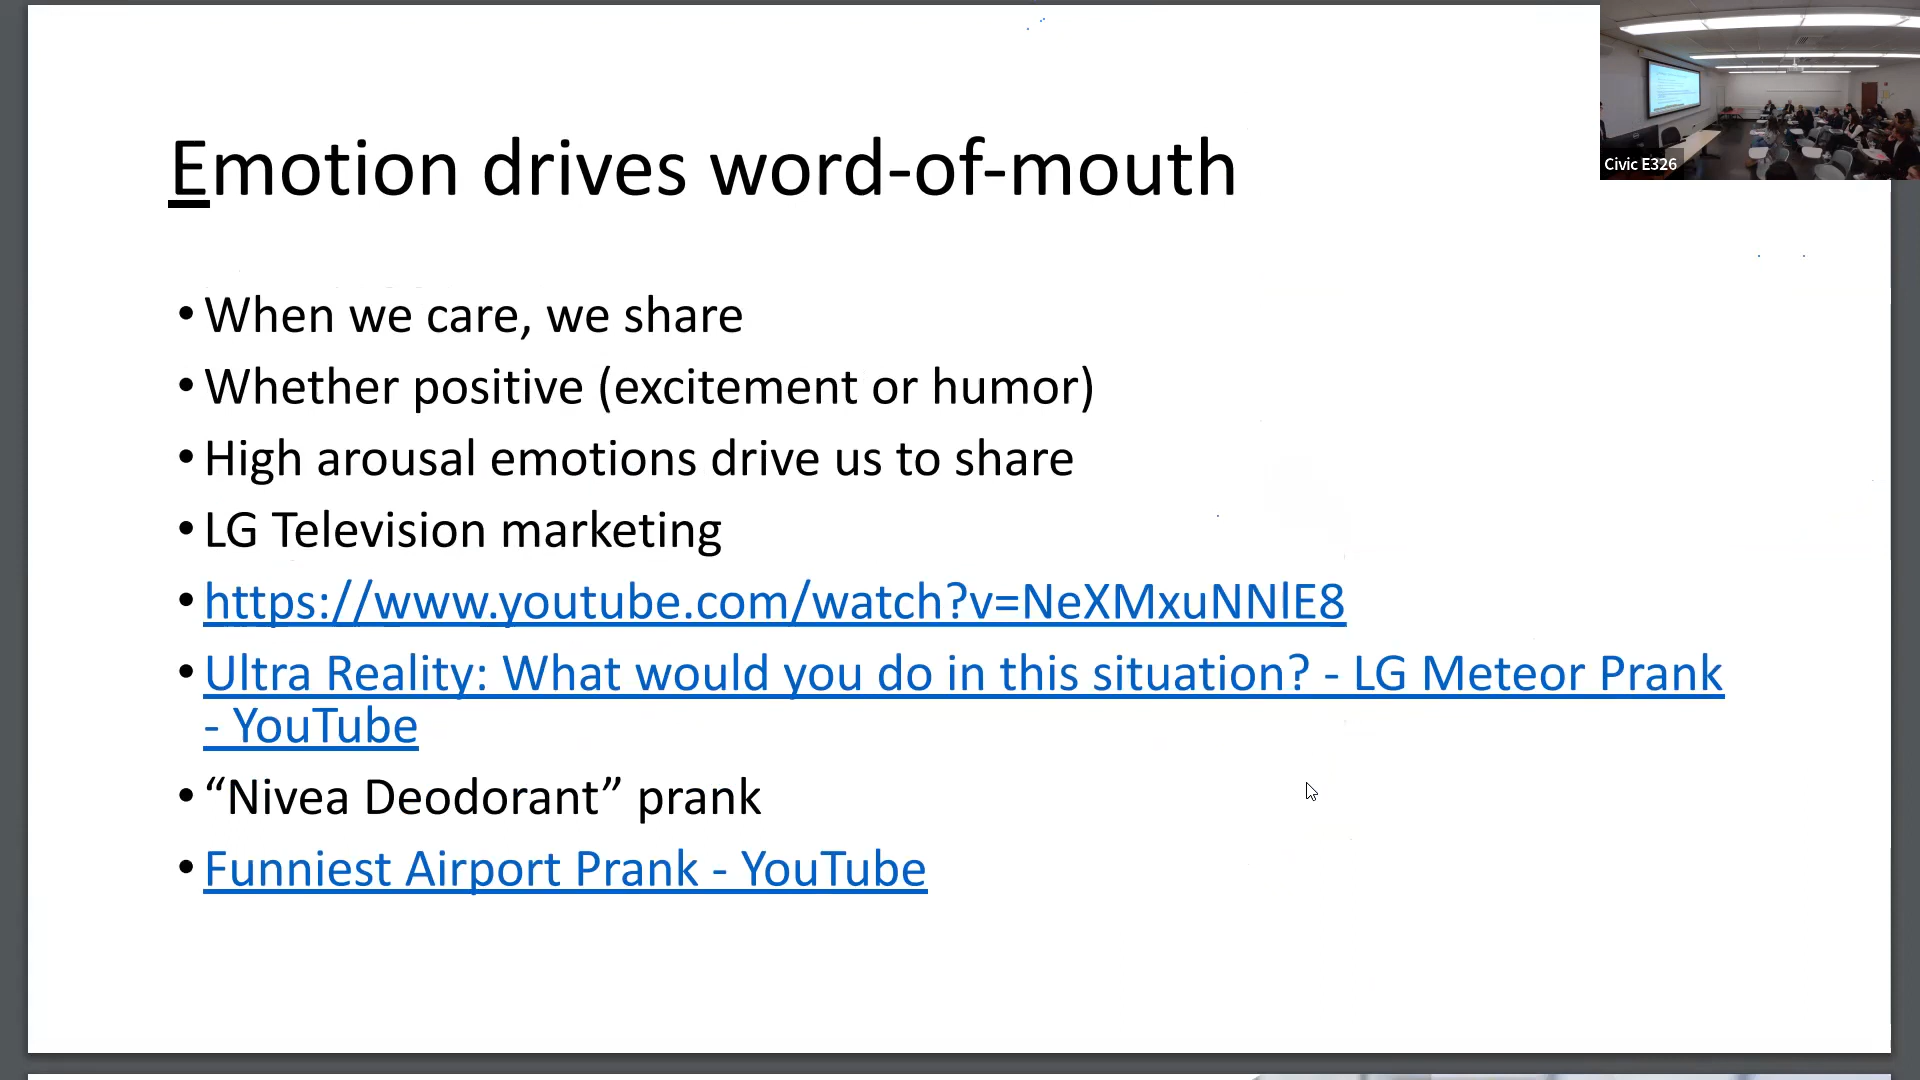 Emotion drives word-of-mouth
• When we care, we share
• Whether positive (excitement or humor)
• High arousal emotions drive us to share
• LG Television marketing
• https://www.youtube.com/watch?v=NeXMxuNNlE8
• Ultra Reality: What would you do in this situation? - LG Meteor Prank
- YouTube
• “Nivea Deodorant” prank
• Funniest Airport Prank - YouTube
Civic E326